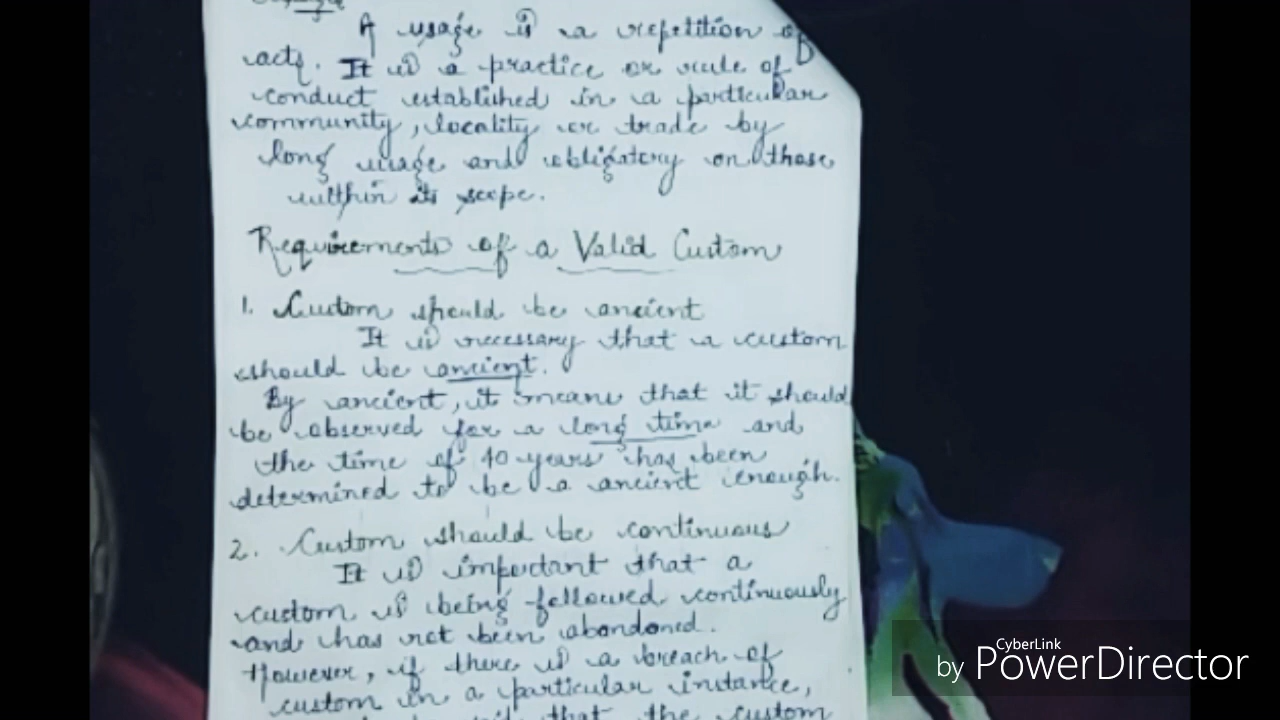 A usage is a repetition of
acts. It is a practice or rule of
conduct established in a particular
community, locality or trade by
long usage and obligatory on those
within its scope.
Requirements of a Valid Custom
1. Custom should be ancient
It is necessary that a custom
should be ancient.
By ancient, it means that it should
be observed for a long time and
the time of 40 years has been
determined to be a ancient enough.
2. Custom should be continuous
It is important that a
custom is being followed continuously
and has not been abandoned.
However, if there is a breach of
custom in a particular instance,
that the custom
CyberLink
by PowerDirector